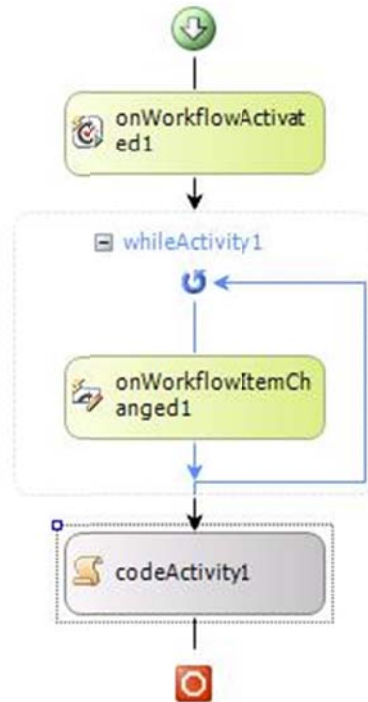 onWorkflowActivat
ed1
whileActivity1
onWorkflowItemCh
anged1
codeActivity1